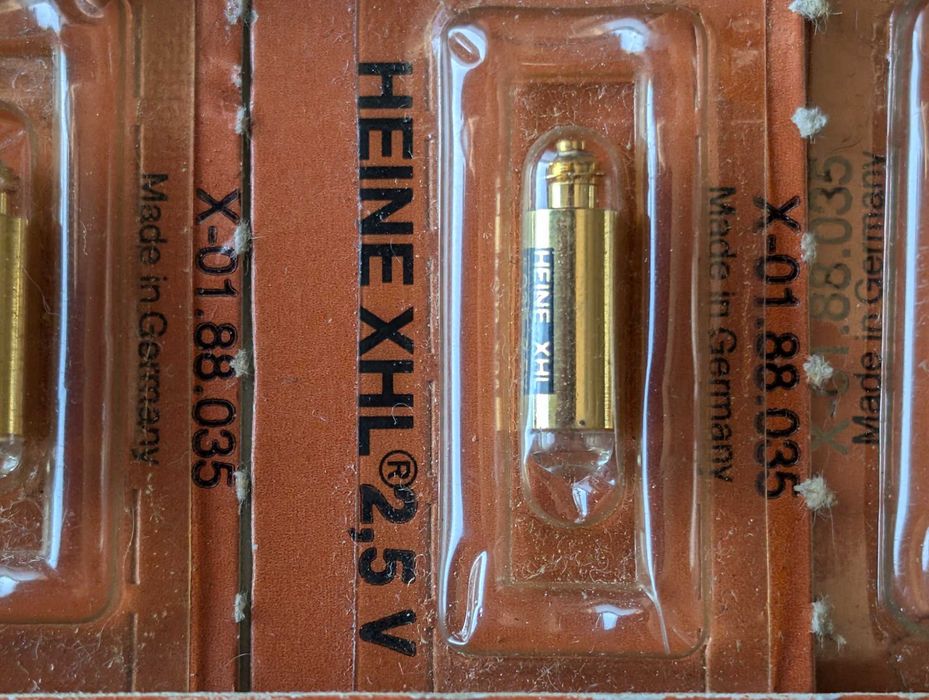 Made in Germany
X-01.88.035
HEINE XHL® 2,5 V
HEINE XHL
Made in Germany
X-01.88.035
X-01.88.035
Made in Germany